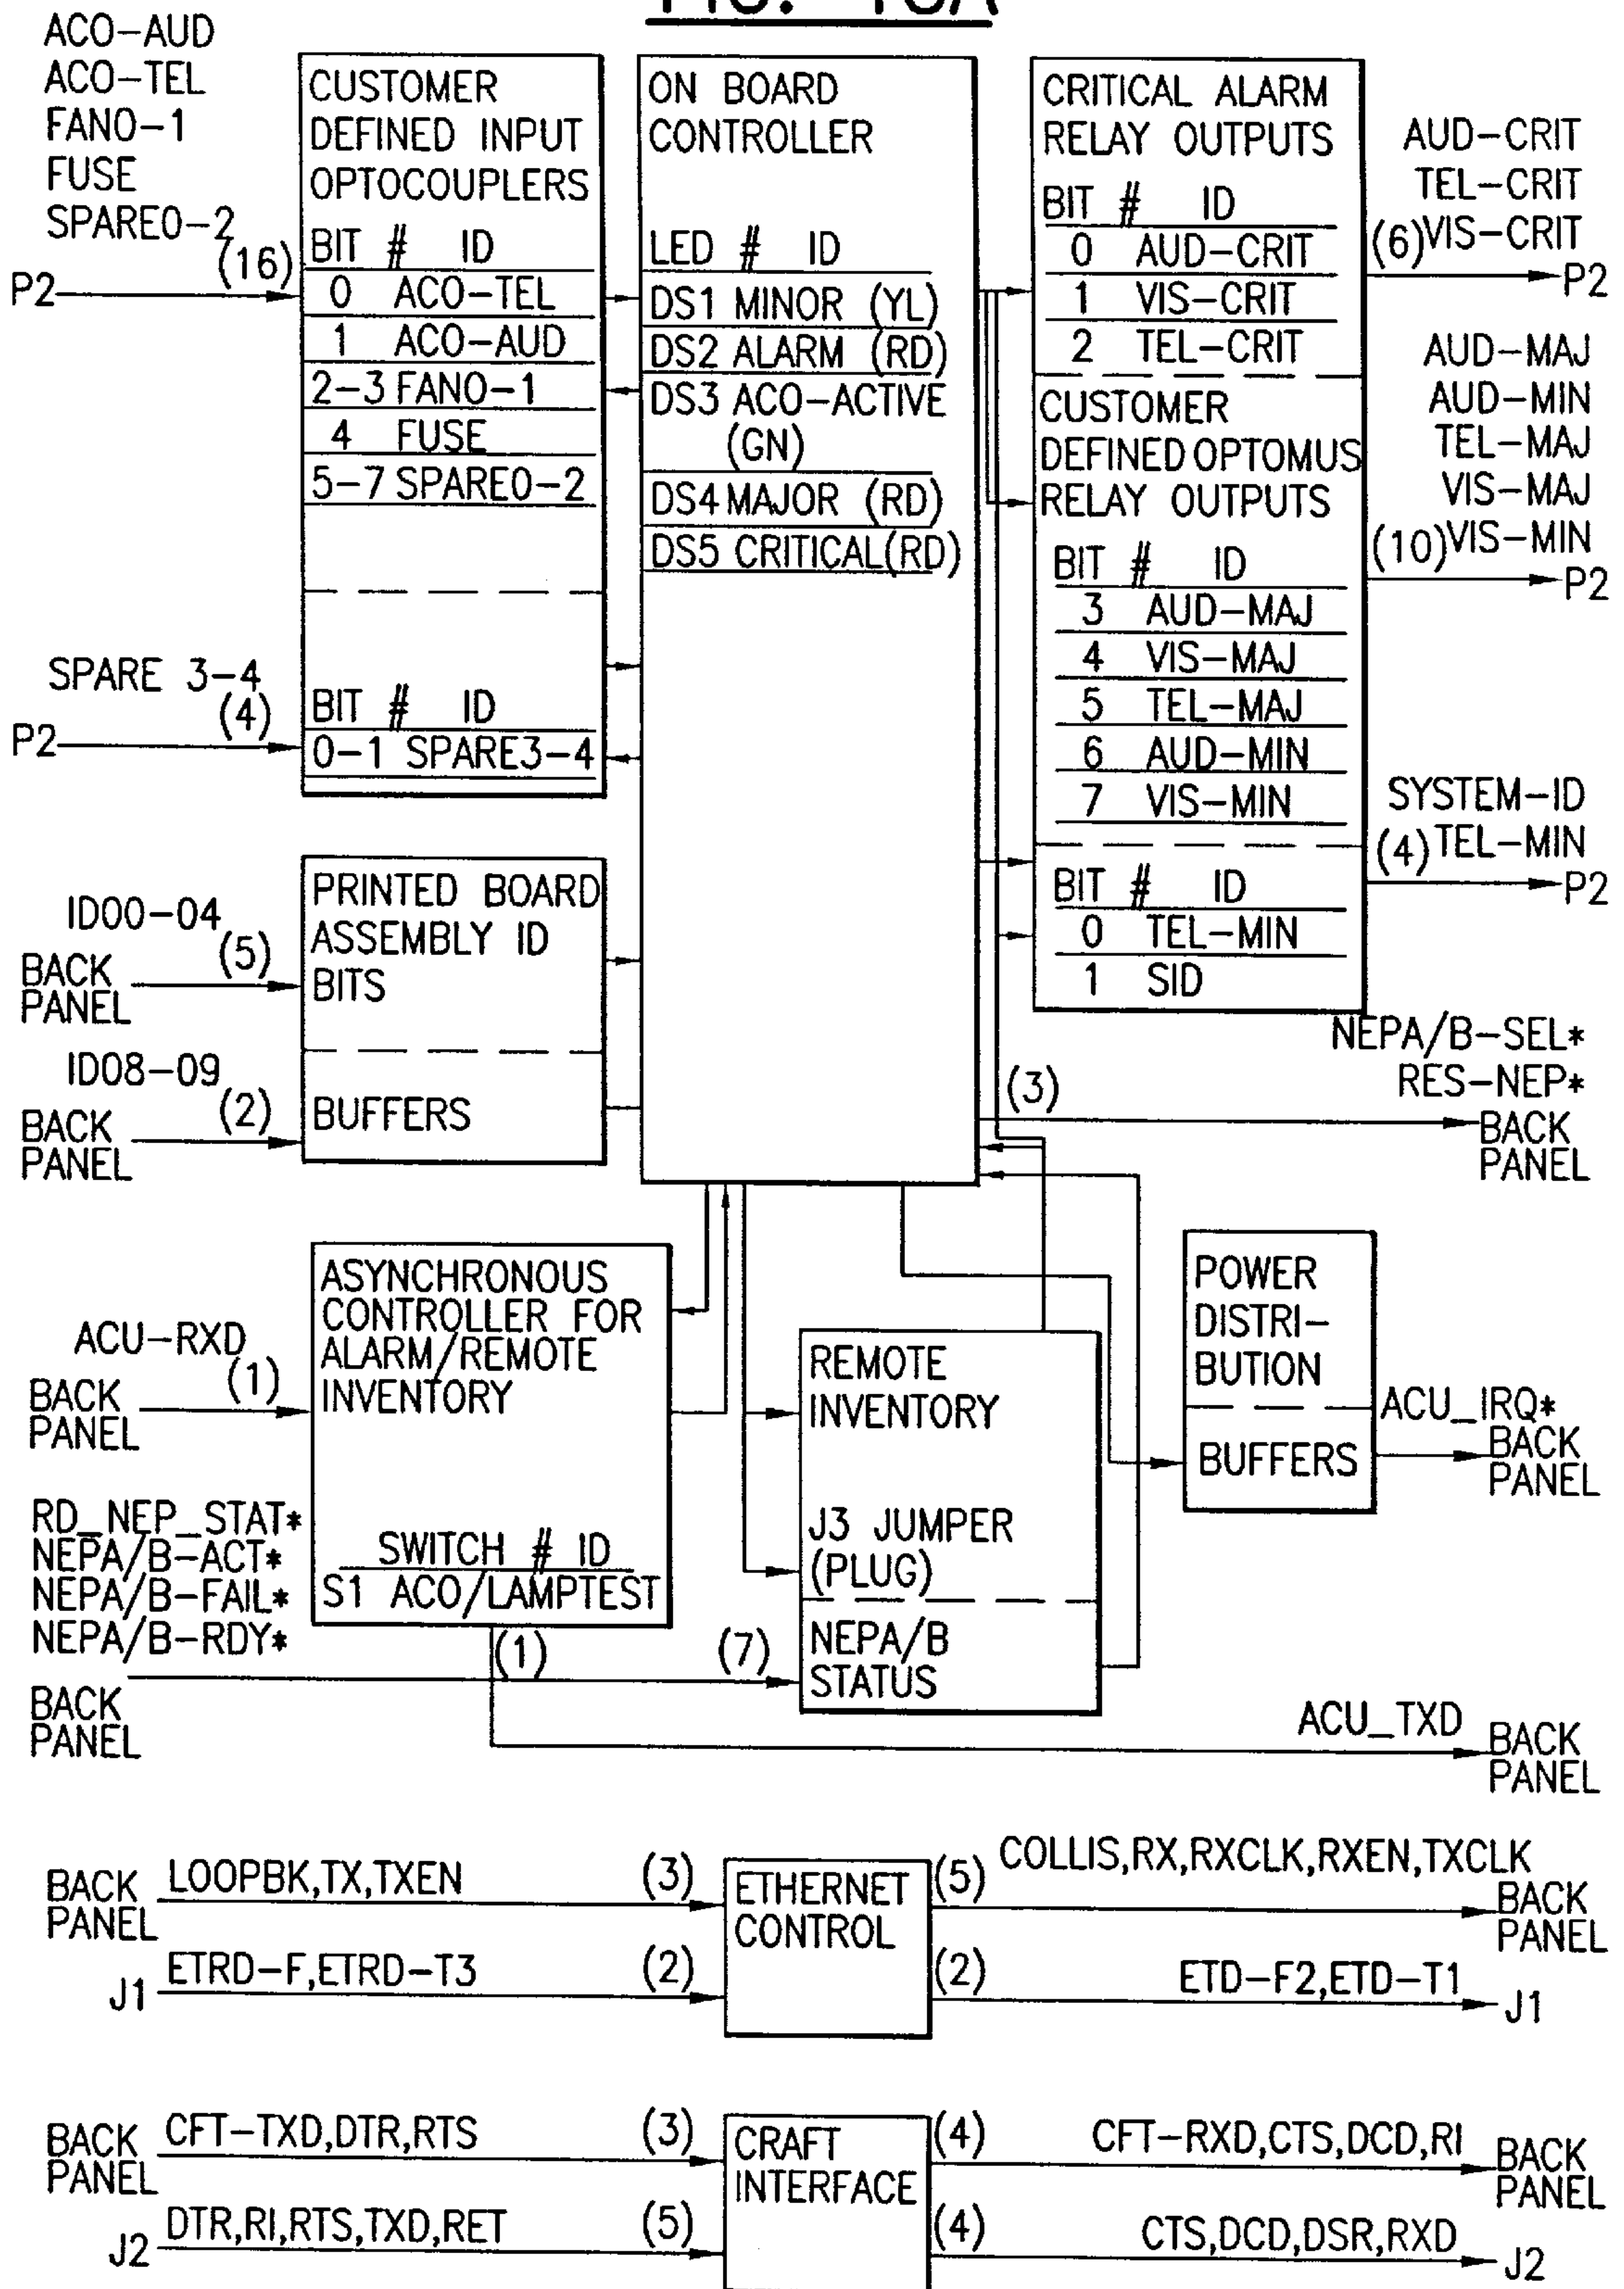 ACO-AUD
ACO-TEL
FANO-1
FUSE
SPARE0-2
(16)
P2
CUSTOMER
DEFINED INPUT
OPTOCOUPLERS
BIT # ID
0 ACO-TEL
1 ACO-AUD
2-3 FANO-1
4 FUSE
5-7 SPARE0-2
SPARE 3-4
(4)
P2
BIT # ID
0-1 SPARE3-4
ON BOARD
CONTROLLER
LED # ID
DS1 MINOR (YL)
DS2 ALARM (RD)
DS3 ACO-ACTIVE
(GN)
DS4 MAJOR (RD)
DS5 CRITICAL(RD)
CRITICAL ALARM
RELAY OUTPUTS
BIT # ID
0 AUD-CRIT
1 VIS-CRIT
2 TEL-CRIT
CUSTOMER
DEFINED OPTOMUS
RELAY OUTPUTS
BIT # ID
3 AUD-MAJ
4 VIS-MAJ
5 TEL-MAJ
6 AUD-MIN
7 VIS-MIN
BIT # ID
0 TEL-MIN
1 SID
AUD-CRIT
TEL-CRIT
(6) VIS-CRIT
P2
AUD-MAJ
AUD-MIN
TEL-MAJ
VIS-MAJ
(10) VIS-MIN
P2
SYSTEM-ID
(4) TEL-MIN
P2
ID00-04
(5)
BACK
PANEL
PRINTED BOARD
ASSEMBLY ID
BITS
ID08-09
(2)
BACK
PANEL
BUFFERS
NEPA/B-SEL*
RES-NEP*
(3)
BACK
PANEL
ACU-RXD
(1)
BACK
PANEL
ASYNCHRONOUS
CONTROLLER FOR
ALARM/REMOTE
INVENTORY
SWITCH # ID
S1 ACO/LAMPTEST
REMOTE
INVENTORY
J3 JUMPER
(PLUG)
NEPA/B
STATUS
POWER
DISTRI-
BUTION
BUFFERS
ACU_IRQ*
BACK
PANEL
RD_NEP_STAT*
NEPA/B-ACT*
NEPA/B-FAIL*
NEPA/B-RDY*
(1)
(7)
BACK
PANEL
ACU_TXD
BACK
PANEL
BACK
PANEL
LOOPBK,TX,TXEN
(3)
J1
ETRD-F,ETRD-T3
(2)
ETHERNET
CONTROL
(5)
COLLIS,RX,RXCLK,RXEN,TXCLK
BACK
PANEL
(2)
ETD-F2,ETD-T1
J1
BACK
PANEL
CFT-TXD,DTR,RTS
(3)
J2
DTR,RI,RTS,TXD,RET
(5)
CRAFT
INTERFACE
(4)
CFT-RXD,CTS,DCD,RI
BACK
PANEL
(4)
CTS,DCD,DSR,RXD
J2